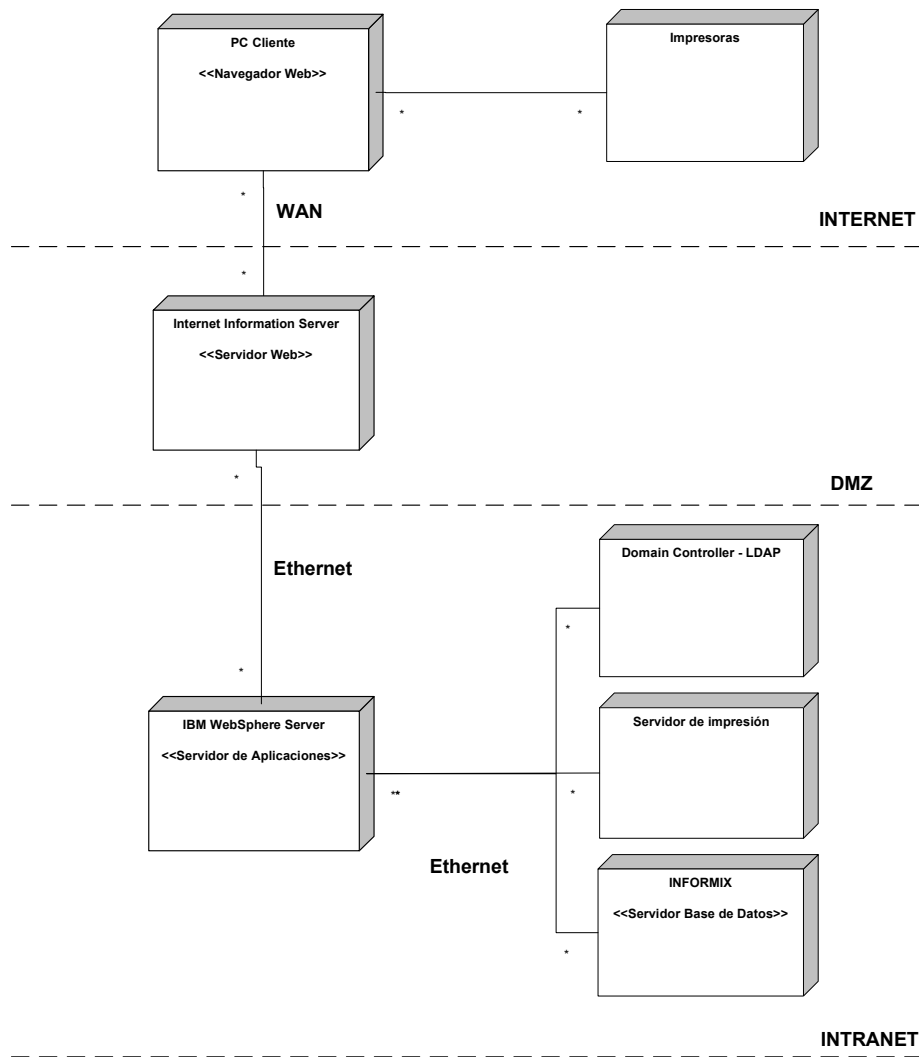 PC Cliente
<<Navegador Web>>
Impresoras
*
*
*
WAN
INTERNET
*
Internet Information Server
<<Servidor Web>>
*
DMZ
Ethernet
Domain Controller - LDAP
*
*
IBM WebSphere Server
<<Servidor de Aplicaciones>>
Servidor de impresión
**
*
Ethernet
INFORMIX
<<Servidor Base de Datos>>
*
INTRANET